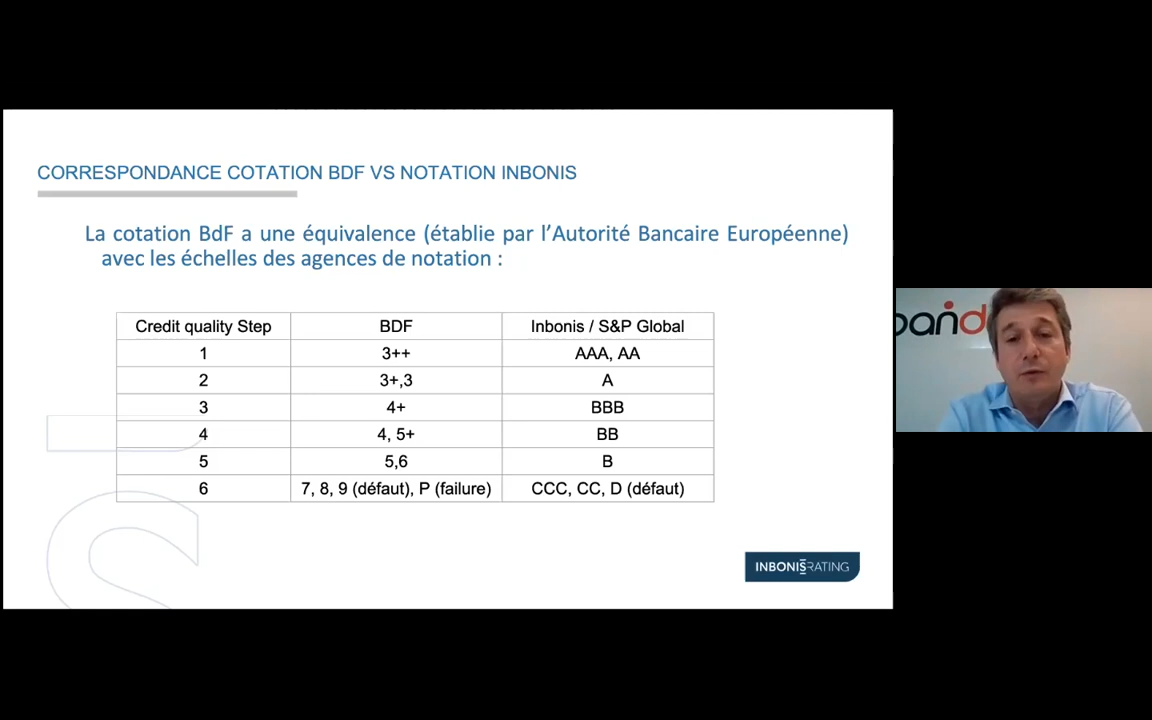 CORRESPONDANCE COTATION BDF VS NOTATION INBONIS
La cotation BdF a une équivalence (établie par l’Autorité Bancaire Européenne)
avec les échelles des agences de notation :
Credit quality Step BDF Inbonis / S&P Global
1 3++ AAA, AA
2 3+,3 A
3 4+ BBB
4 4, 5+ BB
5 5,6 B
6 7, 8, 9 (défaut), P (failure) CCC, CC, D (défaut)
INBONIS RATING